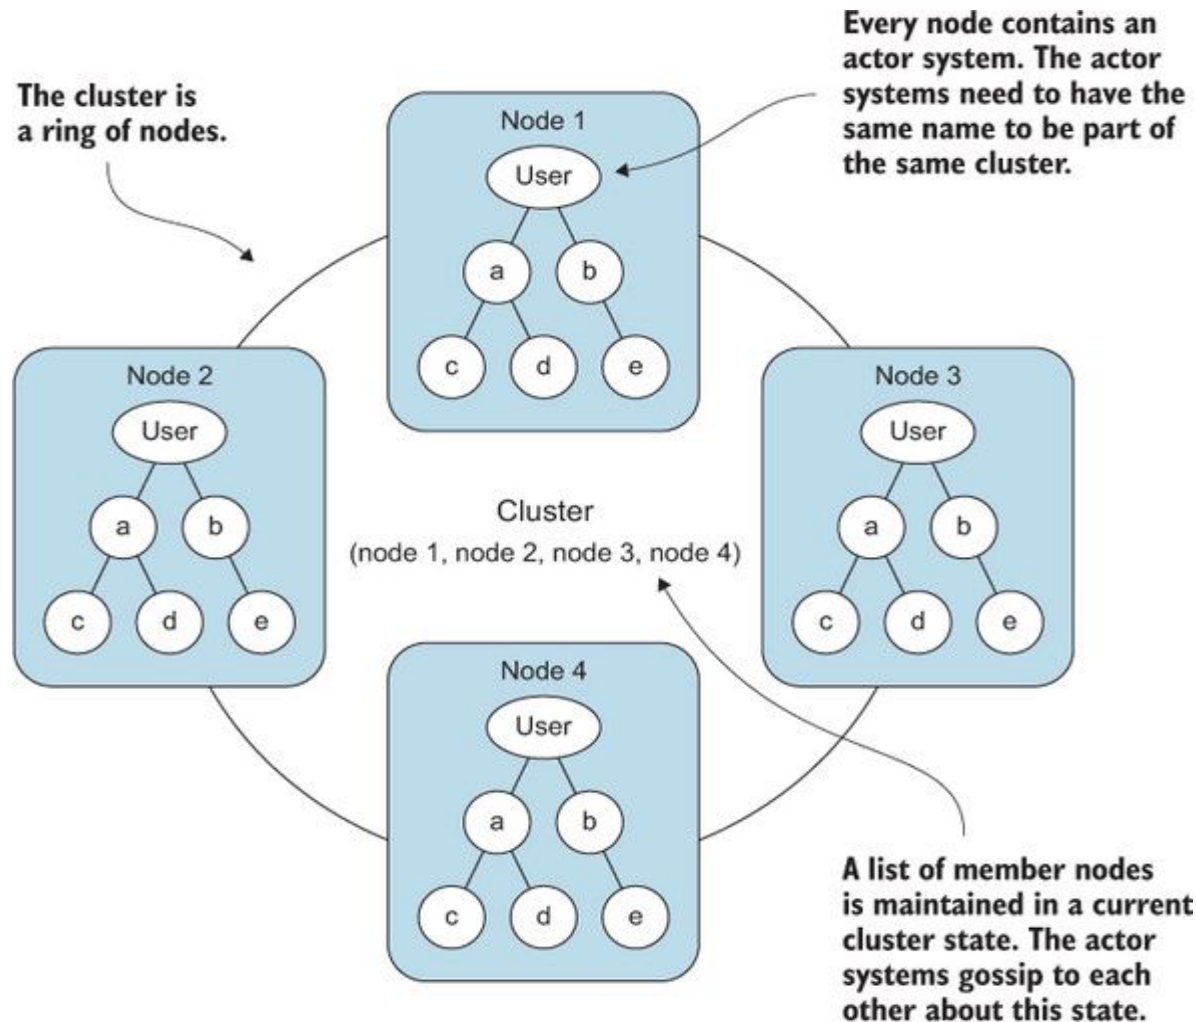 Every node contains an
actor system. The actor
systems need to have the
same name to be part of
the same cluster.
The cluster is
a ring of nodes.
Node 1
User
a b
c d e
Node 2
User
a b
c d e
Node 3
User
a b
c d e
Cluster
(node 1, node 2, node 3, node 4)
Node 4
User
a b
c d e
A list of member nodes
is maintained in a current
cluster state. The actor
systems gossip to each
other about this state.